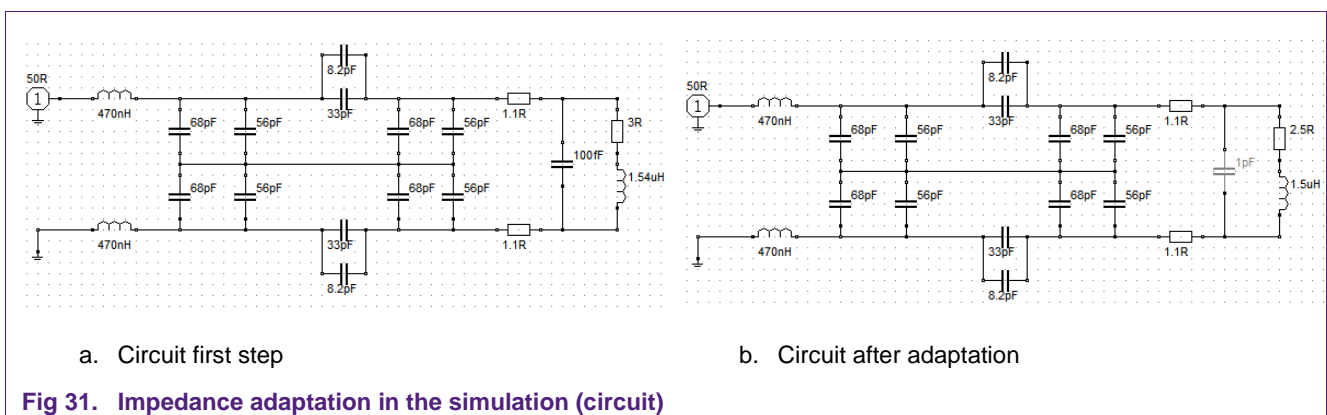 50R
1
470nH
8.2pF
33pF
68pF 56pF 68pF 56pF
1.1R
3R
100fF
1.54uH
68pF 56pF 68pF 56pF
470nH
33pF
8.2pF
1.1R
50R
1
470nH
8.2pF
33pF
68pF 56pF 68pF 56pF
1.1R
2.5R
1pF
1.5uH
68pF 56pF 68pF 56pF
470nH
33pF
8.2pF
1.1R
a. Circuit first step
b. Circuit after adaptation
Fig 31. Impedance adaptation in the simulation (circuit)